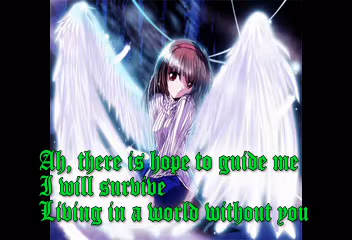 Ah, there is hope to guide me
I will survive
Living in a world without you